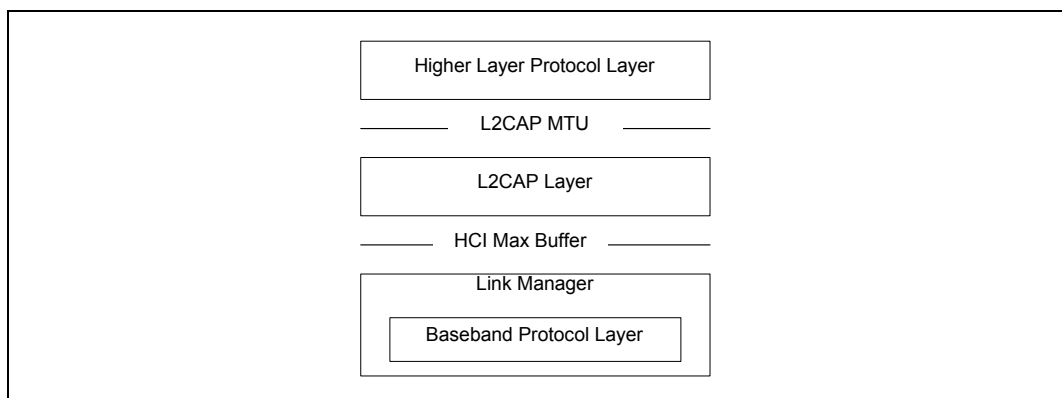 Higher Layer Protocol Layer
L2CAP MTU
L2CAP Layer
HCI Max Buffer
Link Manager
Baseband Protocol Layer